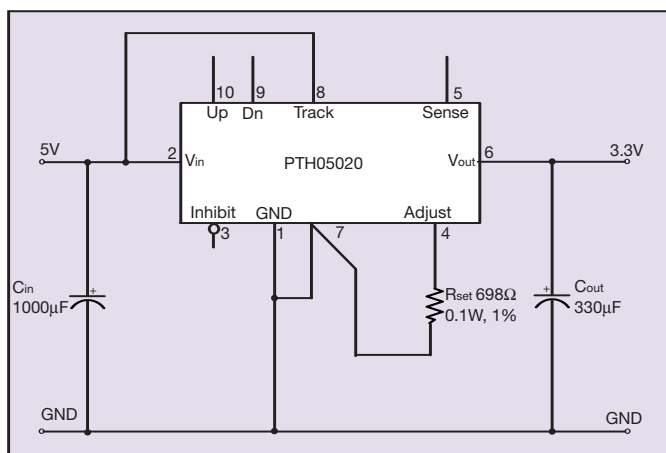 10 9 8 5
Up Dn Track Sense
5V 2 Vin PTH05020 Vout 6 3.3V
Inhibit GND Adjust
3 1 7 4
Cin
1000µF
+
Rset 698Ω
0.1W, 1%
+
Cout
330µF
GND GND